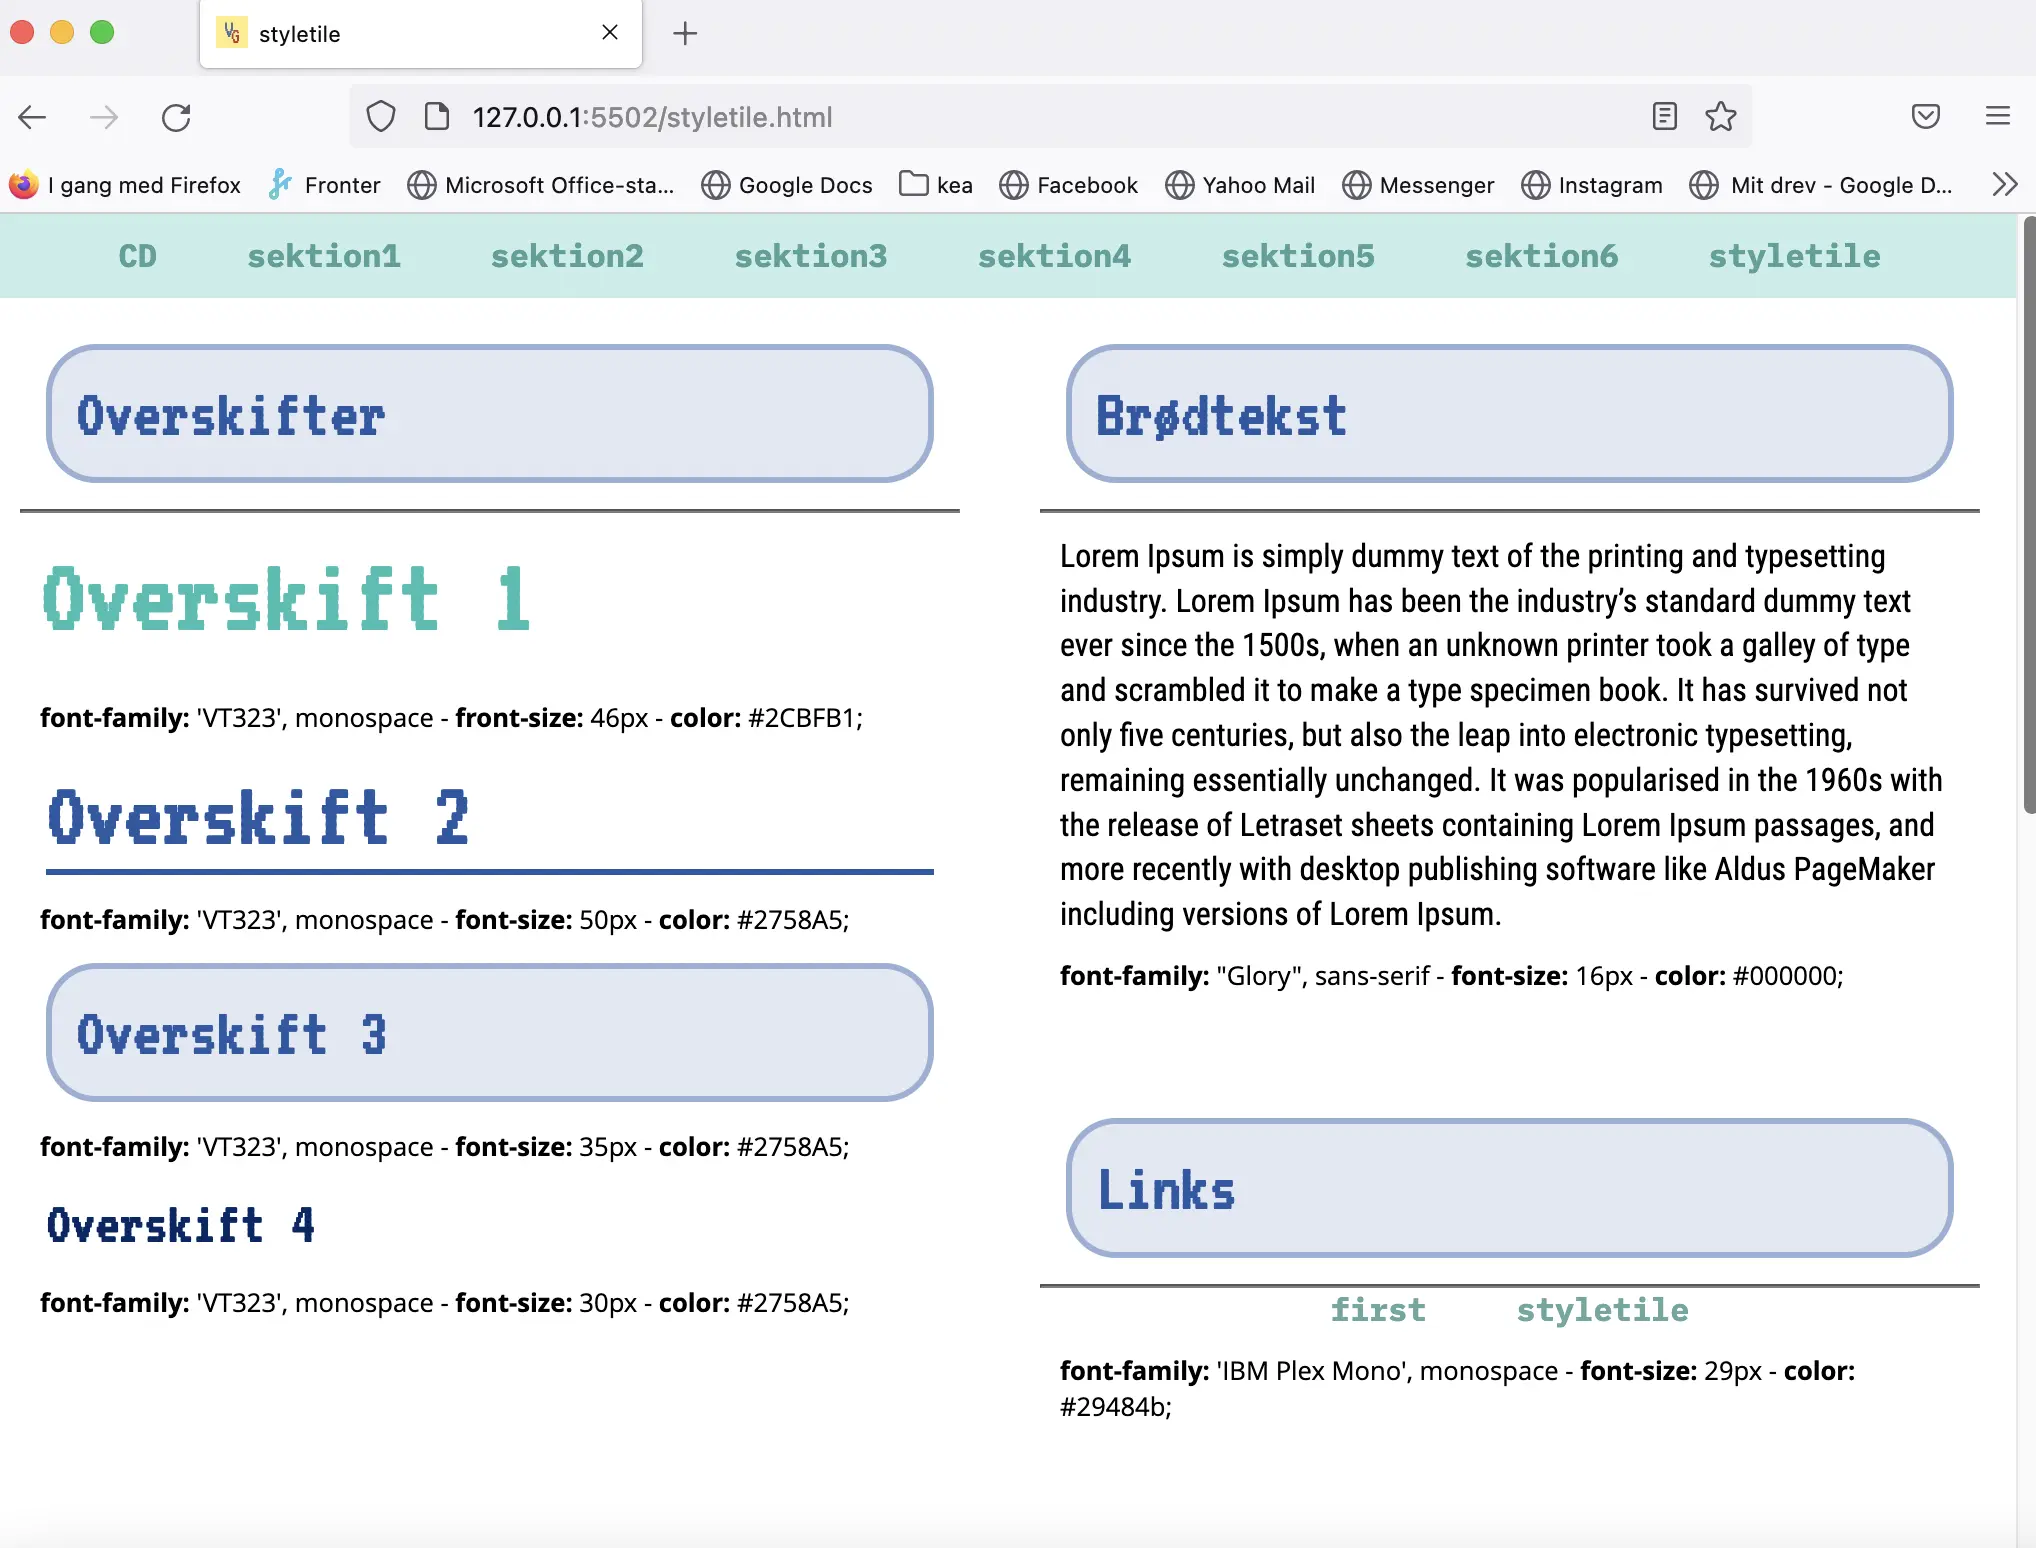 styletile
127.0.0.1:5502/styletile.html
I gang med Firefox Fronter Microsoft Office-sta... Google Docs kea Facebook Yahoo Mail Messenger Instagram Mit drev - Google D...
CD sektion1 sektion2 sektion3 sektion4 sektion5 sektion6 styletile
Overskifter
Overskift 1
font-family: 'VT323', monospace - front-size: 46px - color: #2CBFB1;
Overskift 2
font-family: 'VT323', monospace - font-size: 50px - color: #2758A5;
Overskift 3
font-family: 'VT323', monospace - font-size: 35px - color: #2758A5;
Overskift 4
font-family: 'VT323', monospace - font-size: 30px - color: #2758A5;
Brødtekst
Lorem Ipsum is simply dummy text of the printing and typesetting
industry. Lorem Ipsum has been the industry’s standard dummy text
ever since the 1500s, when an unknown printer took a galley of type
and scrambled it to make a type specimen book. It has survived not
only five centuries, but also the leap into electronic typesetting,
remaining essentially unchanged. It was popularised in the 1960s with
the release of Letraset sheets containing Lorem Ipsum passages, and
more recently with desktop publishing software like Aldus PageMaker
including versions of Lorem Ipsum.
font-family: "Glory", sans-serif - font-size: 16px - color: #000000;
Links
first styletile
font-family: 'IBM Plex Mono', monospace - font-size: 29px - color:
#29484b;